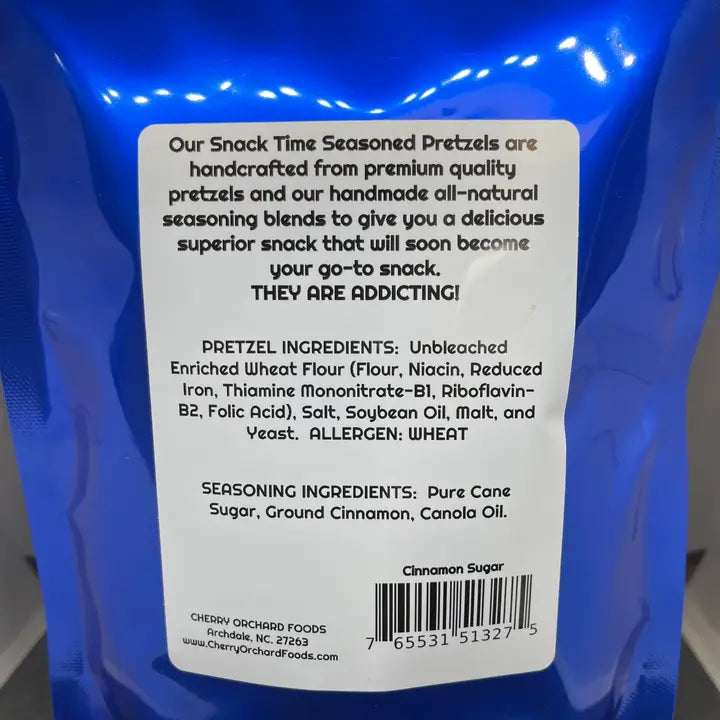 Our Snack Time Seasoned Pretzels are
handcrafted from premium quality
pretzels and our handmade all-natural
seasoning blends to give you a delicious
superior snack that will soon become
your go-to snack.
THEY ARE ADDICTING!
PRETZEL INGREDIENTS: Unbleached
Enriched Wheat Flour (Flour, Niacin, Reduced
Iron, Thiamine Mononitrate-B1, Riboflavin-
B2, Folic Acid), Salt, Soybean Oil, Malt, and
Yeast. ALLERGEN: WHEAT
SEASONING INGREDIENTS: Pure Cane
Sugar, Ground Cinnamon, Canola Oil.
Cinnamon Sugar
7 65531 51327 5
CHERRY ORCHARD FOODS
Archdale, NC. 27263
www.CherryOrchardFoods.com